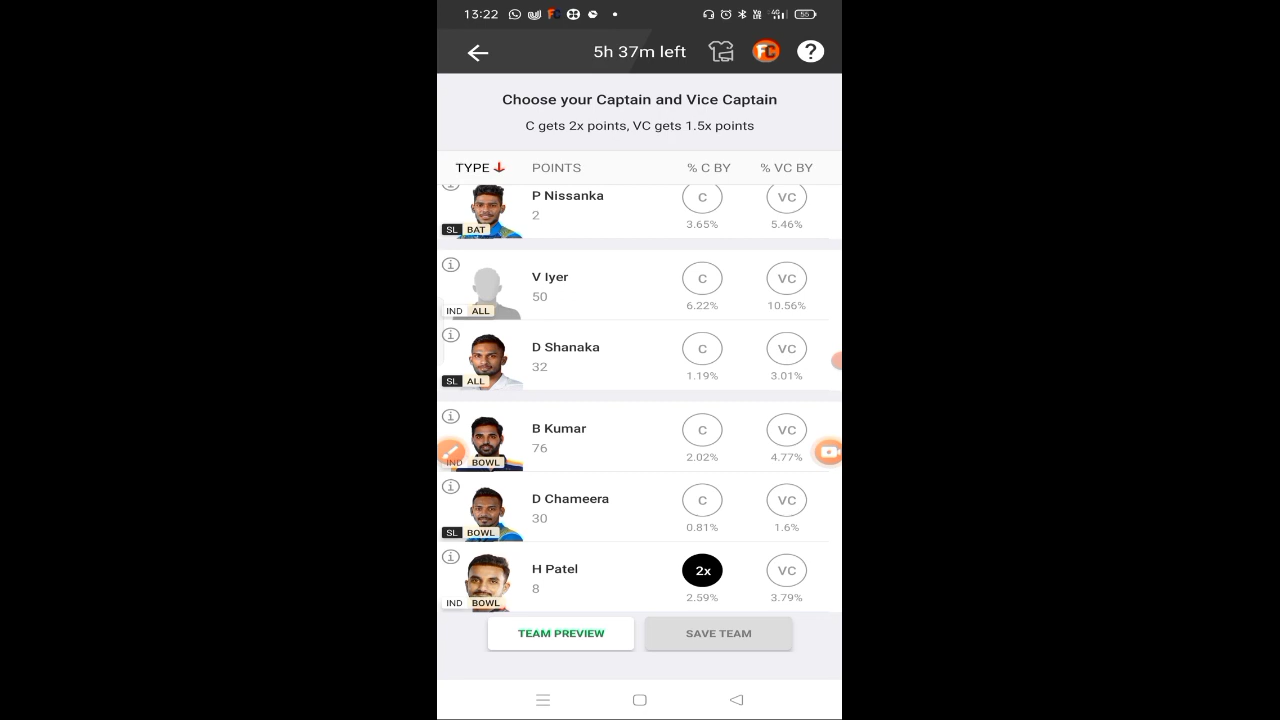 13:22 56
5h 37m left FC ?
Choose your Captain and Vice Captain
C gets 2x points, VC gets 1.5x points
TYPE POINTS % C BY % VC BY
P Nissanka C VC
2 3.65% 5.46%
SL BAT
V Iyer C VC
50 6.22% 10.56%
IND ALL
D Shanaka C VC
32 1.19% 3.01%
SL ALL
B Kumar C VC
76 2.02% 4.77%
IND BOWL
D Chameera C VC
30 0.81% 1.6%
SL BOWL
H Patel 2x VC
8 2.59% 3.79%
IND BOWL
TEAM PREVIEW SAVE TEAM